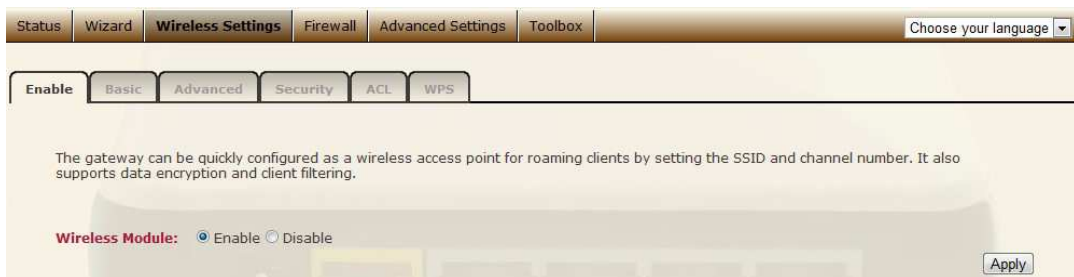 Status Wizard Wireless Settings Firewall Advanced Settings Toolbox Choose your language
Enable Basic Advanced Security ACL WPS
The gateway can be quickly configured as a wireless access point for roaming clients by setting the SSID and channel number. It also
supports data encryption and client filtering.
Wireless Module: Enable Disable
Apply